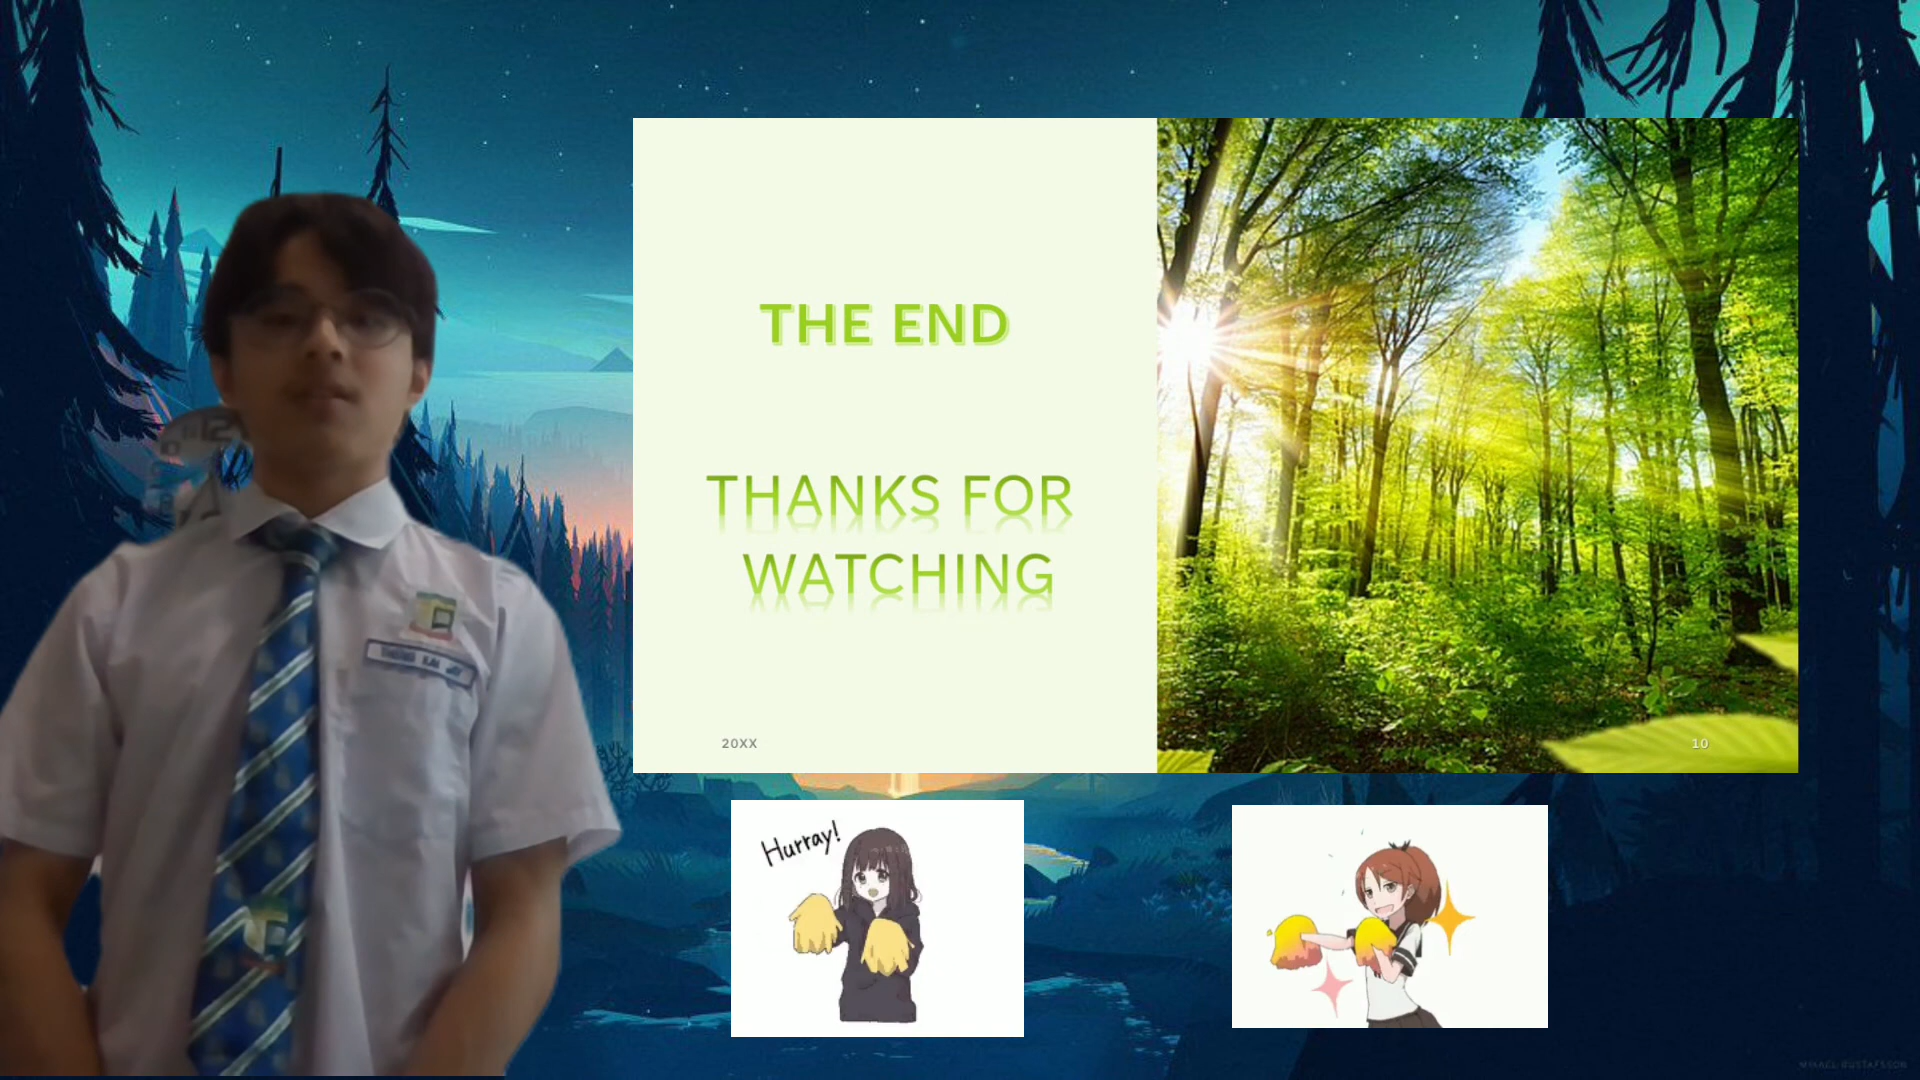 THE END
THANKS FOR
WATCHING
20XX
10
Hurray!